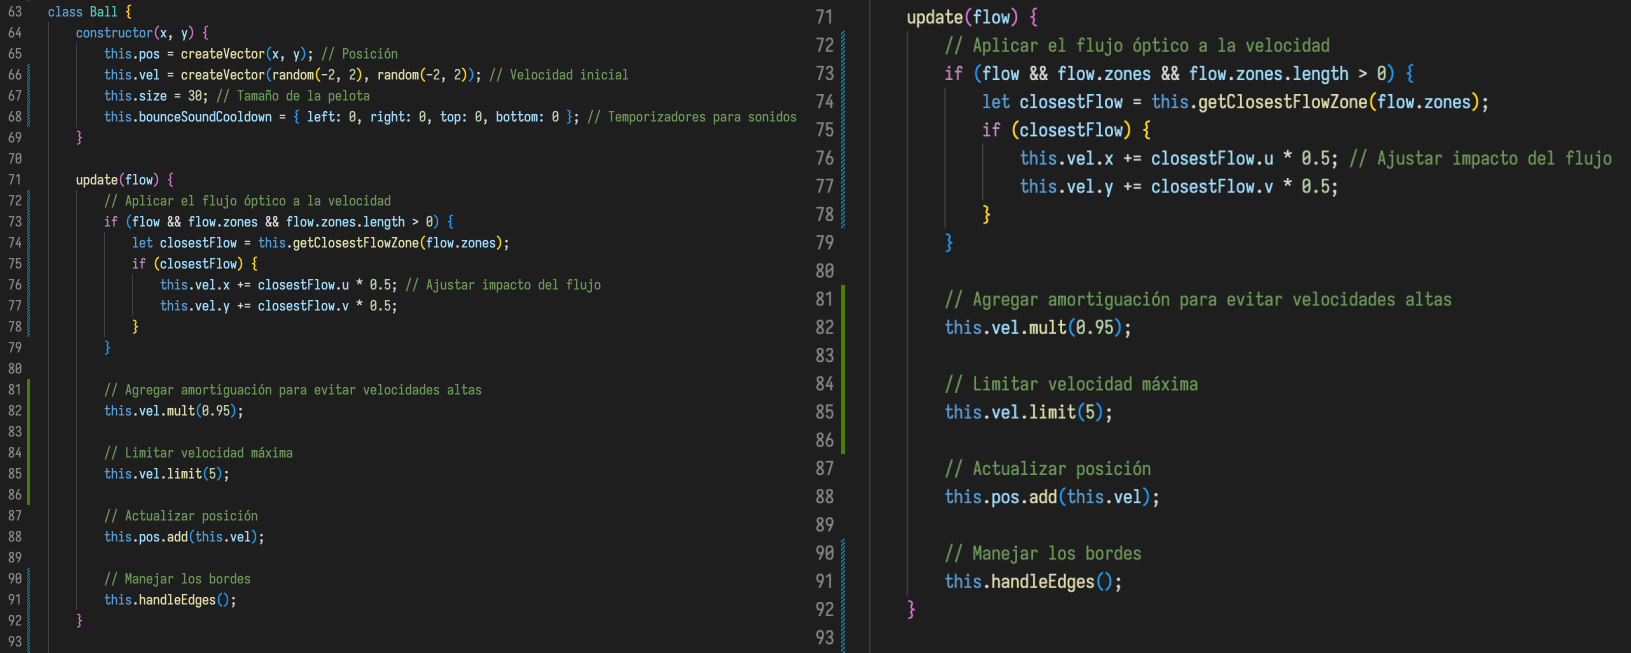 63 class Ball {
64     constructor(x, y) {
65         this.pos = createVector(x, y); // Posición
66         this.vel = createVector(random(-2, 2), random(-2, 2)); // Velocidad inicial
67         this.size = 30; // Tamaño de la pelota
68         this.bounceSoundCooldown = { left: 0, right: 0, top: 0, bottom: 0 }; // Temporizadores para sonidos
69     }
70
71     update(flow) {
72         // Aplicar el flujo óptico a la velocidad
73         if (flow && flow.zones && flow.zones.length > 0) {
74             let closestFlow = this.getClosestFlowZone(flow.zones);
75             if (closestFlow) {
76                 this.vel.x += closestFlow.u * 0.5; // Ajustar impacto del flujo
77                 this.vel.y += closestFlow.v * 0.5;
78             }
79         }
80
81         // Agregar amortiguación para evitar velocidades altas
82         this.vel.mult(0.95);
83
84         // Limitar velocidad máxima
85         this.vel.limit(5);
86
87         // Actualizar posición
88         this.pos.add(this.vel);
89
90         // Manejar los bordes
91         this.handleEdges();
92     }
93
71     update(flow) {
72         // Aplicar el flujo óptico a la velocidad
73         if (flow && flow.zones && flow.zones.length > 0) {
74             let closestFlow = this.getClosestFlowZone(flow.zones);
75             if (closestFlow) {
76                 this.vel.x += closestFlow.u * 0.5; // Ajustar impacto del flujo
77                 this.vel.y += closestFlow.v * 0.5;
78             }
79         }
80
81         // Agregar amortiguación para evitar velocidades altas
82         this.vel.mult(0.95);
83
84         // Limitar velocidad máxima
85         this.vel.limit(5);
86
87         // Actualizar posición
88         this.pos.add(this.vel);
89
90         // Manejar los bordes
91         this.handleEdges();
92     }
93